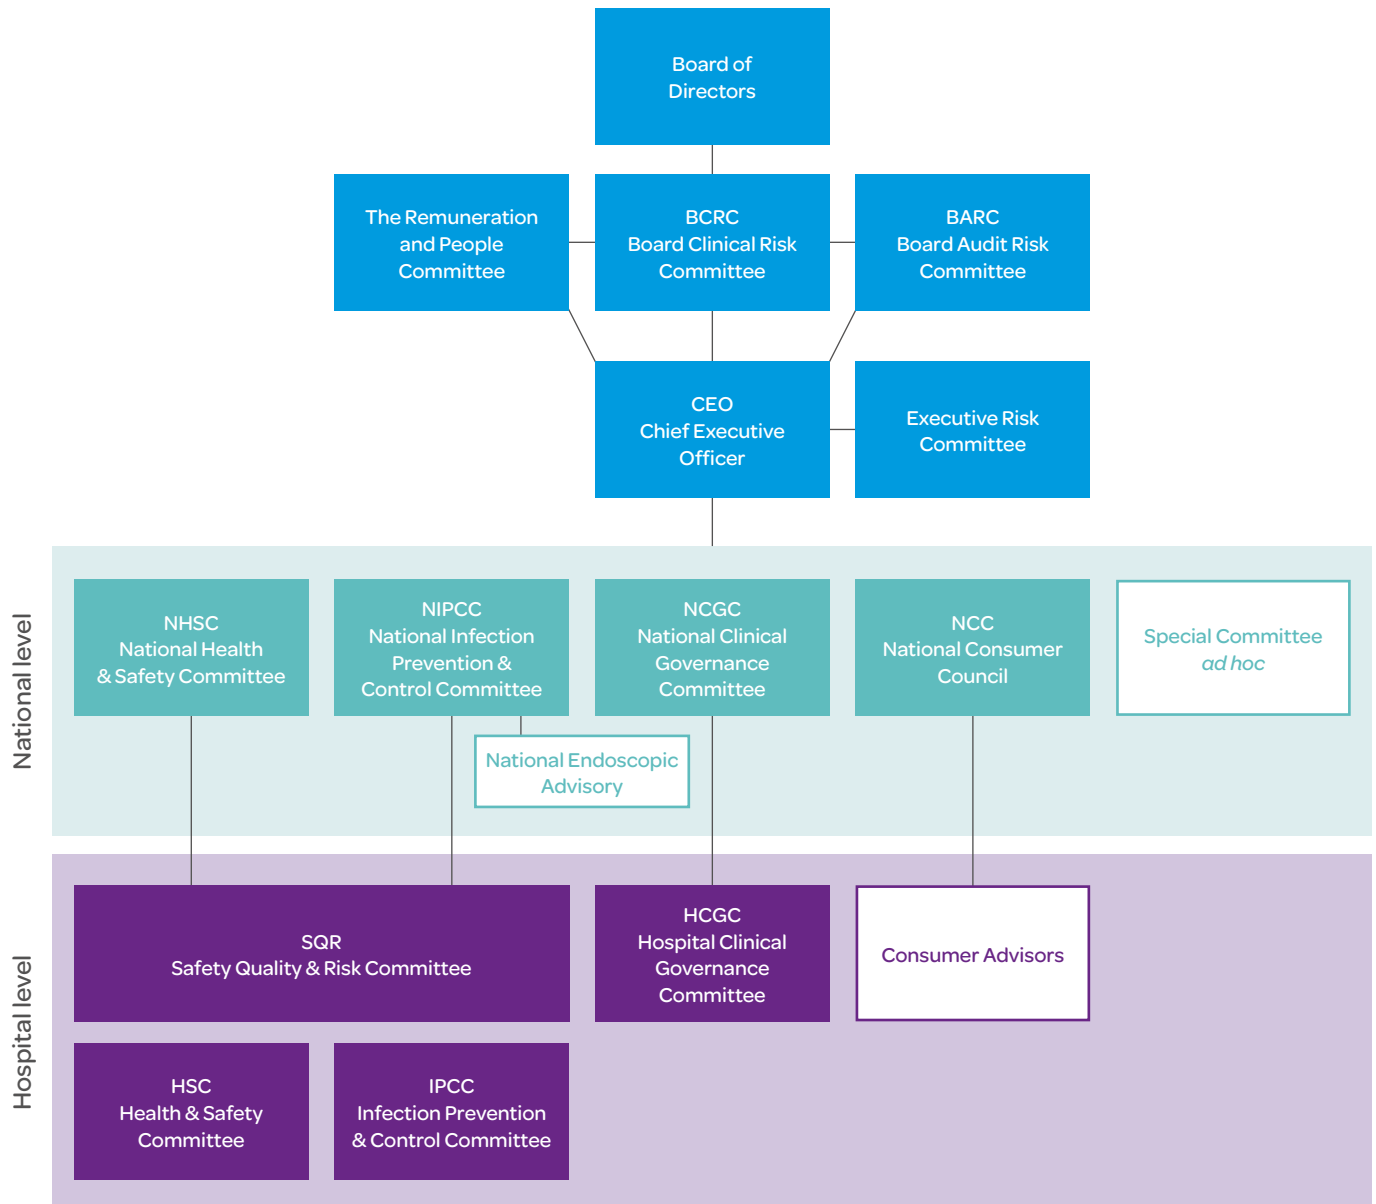 Board of
Directors
The Remuneration
and People
Committee
BCRC
Board Clinical Risk
Committee
BARC
Board Audit Risk
Committee
CEO
Chief Executive
Officer
Executive Risk
Committee
National level
NHSC
National Health
& Safety Committee
NIPCC
National Infection
Prevention &
Control Committee
NCGC
National Clinical
Governance
Committee
NCC
National Consumer
Council
Special Committee
ad hoc
National Endoscopic
Advisory
Hospital level
SQR
Safety Quality & Risk Committee
HCGC
Hospital Clinical
Governance
Committee
Consumer Advisors
HSC
Health & Safety
Committee
IPCC
Infection Prevention
& Control Committee